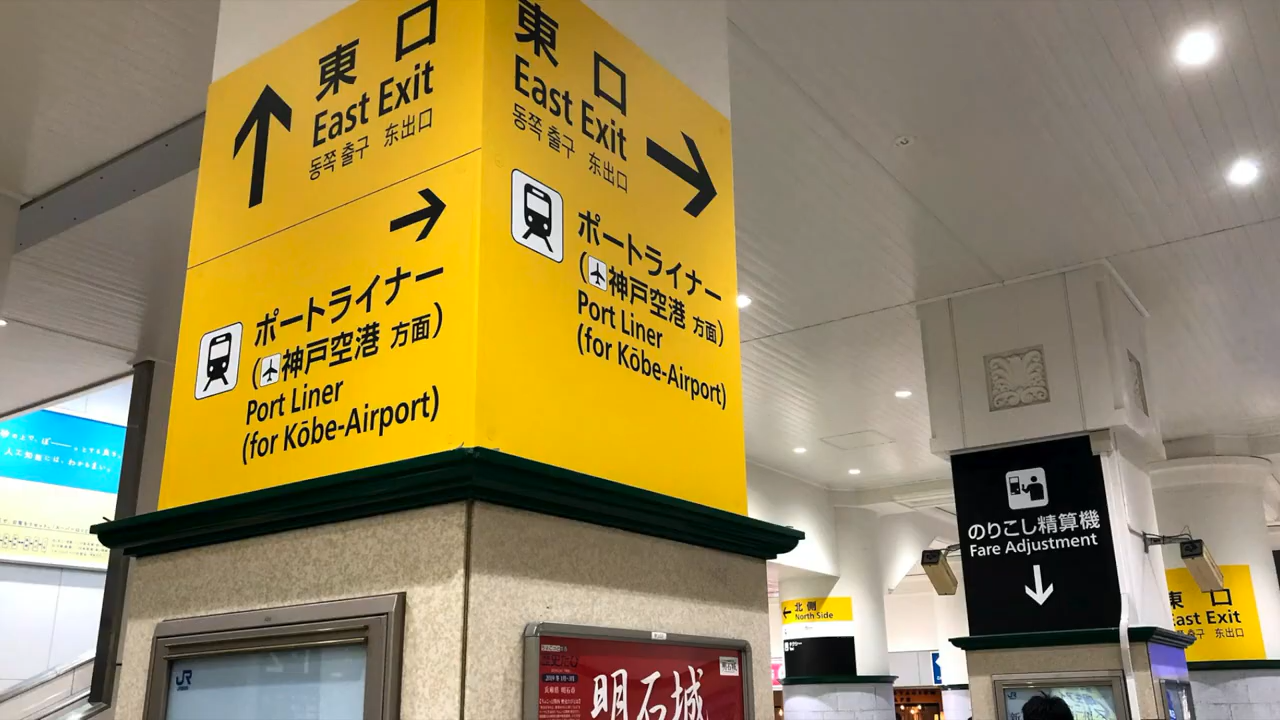 東 口
East Exit
동쪽 출구 东出口
ポートライナー
(神戸空港 方面)
Port Liner
(for Kōbe-Airport)
東 口
East Exit
동쪽 출구 东出口
ポートライナー
(神戸空港 方面)
Port Liner
(for Kōbe-Airport)
のりこし精算機
Fare Adjustment
北 側
North Side
東 口
East Exit
출구 东出口
JR
明石城